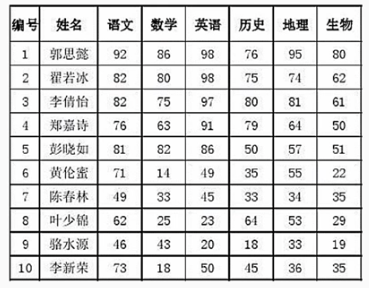 编号 姓名 语文 数学 英语 历史 地理 生物
1 郭思懿 92 86 98 76 95 80
2 翟若冰 82 80 98 75 74 62
3 李倩怡 82 75 97 80 81 61
4 郑嘉诗 76 63 91 79 64 50
5 彭晓如 81 82 86 50 57 51
6 黄伦蜜 71 14 49 35 55 22
7 陈春林 49 33 45 33 34 35
8 叶少锦 62 25 23 64 53 29
9 骆水源 46 43 20 18 33 19
10 李新荣 73 18 50 45 36 35